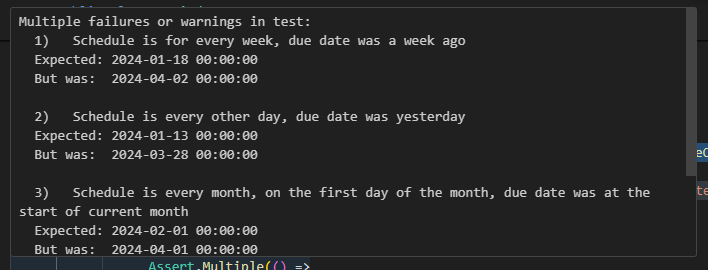 Multiple failures or warnings in test:
1)   Schedule is for every week, due date was a week ago
Expected: 2024-01-18 00:00:00
But was:  2024-04-02 00:00:00
2)   Schedule is every other day, due date was yesterday
Expected: 2024-01-13 00:00:00
But was:  2024-03-28 00:00:00
3)   Schedule is every month, on the first day of the month, due date was at the
start of current month
Expected: 2024-02-01 00:00:00
But was:  2024-04-01 00:00:00
Assert.Multiple(() =>